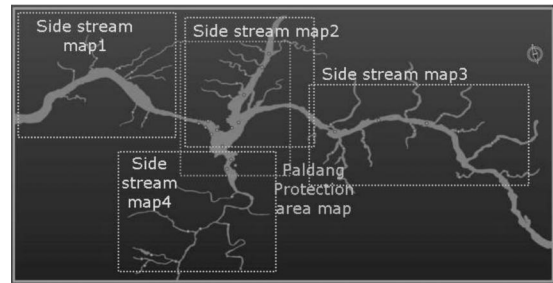 Side stream
map1
Side stream map2
Side stream map3
Side
stream
map4
Paldang
Protection
area map